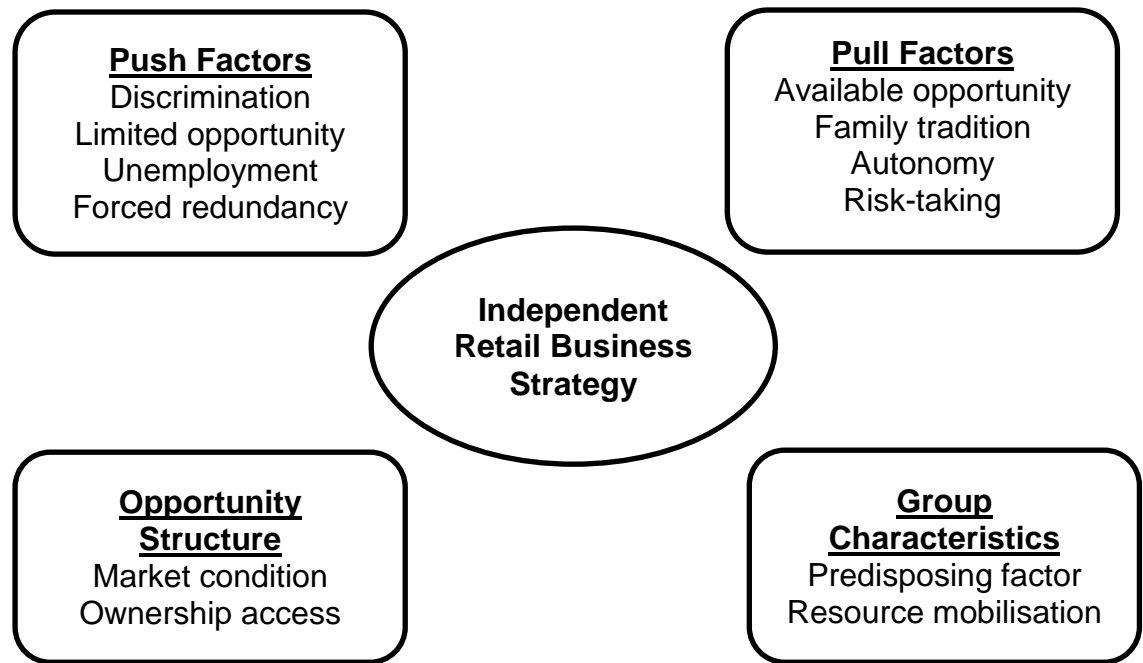 Push Factors
Discrimination
Limited opportunity
Unemployment
Forced redundancy
Pull Factors
Available opportunity
Family tradition
Autonomy
Risk-taking
Independent
Retail Business
Strategy
Opportunity
Structure
Market condition
Ownership access
Group
Characteristics
Predisposing factor
Resource mobilisation